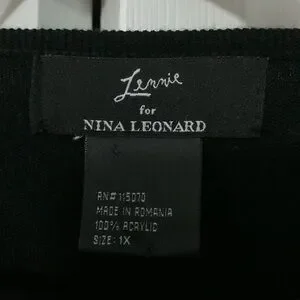 Lennie
for
NINA LEONARD
RN# 115070
MADE IN ROMANIA
100% ACRYLIC
SIZE: 1X